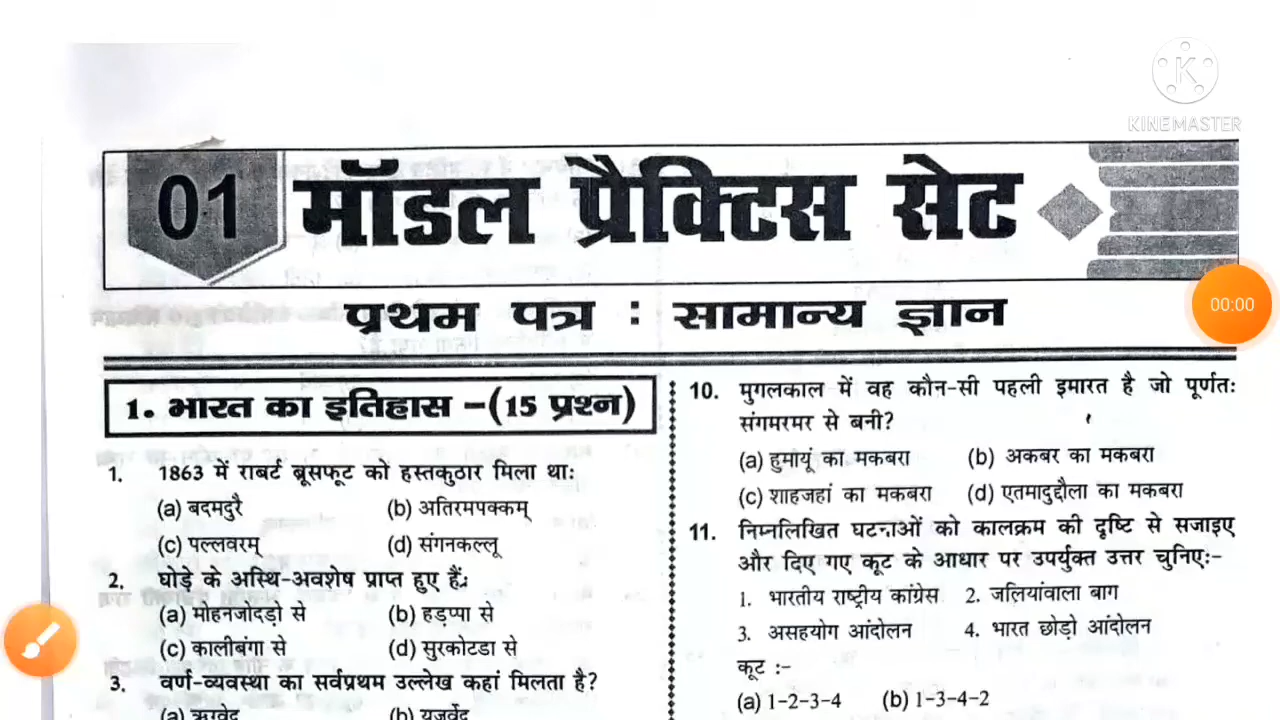 KINEMASTER
01 मॉडल प्रैक्टिस सेट
प्रथम पत्र : सामान्य ज्ञान
00:00
1. भारत का इतिहास –(15 प्रश्न)
1. 1863 में राबर्ट ब्रूसफूट को हस्तकुठार मिला था:
(a) बदमदुरै (b) अतिरमपक्कम्
(c) पल्लवरम् (d) संगनकल्लू
2. घोड़े के अस्थि-अवशेष प्राप्त हुए हैं:
(a) मोहनजोदड़ो से (b) हड़प्पा से
(c) कालीबंगा से (d) सुरकोटडा से
3. वर्ण-व्यवस्था का सर्वप्रथम उल्लेख कहां मिलता है?
(a) ऋग्वेद (b) यजुर्वेद
10. मुगलकाल में वह कौन-सी पहली इमारत है जो पूर्णतः
संगमरमर से बनी?
(a) हुमायूं का मकबरा (b) अकबर का मकबरा
(c) शाहजहां का मकबरा (d) एतमादुद्दौला का मकबरा
11. निम्नलिखित घटनाओं को कालक्रम की दृष्टि से सजाइए
और दिए गए कूट के आधार पर उपर्युक्त उत्तर चुनिए:–
1. भारतीय राष्ट्रीय कांग्रेस 2. जलियांवाला बाग
3. असहयोग आंदोलन 4. भारत छोड़ो आंदोलन
कूट :–
(a) 1-2-3-4 (b) 1-3-4-2